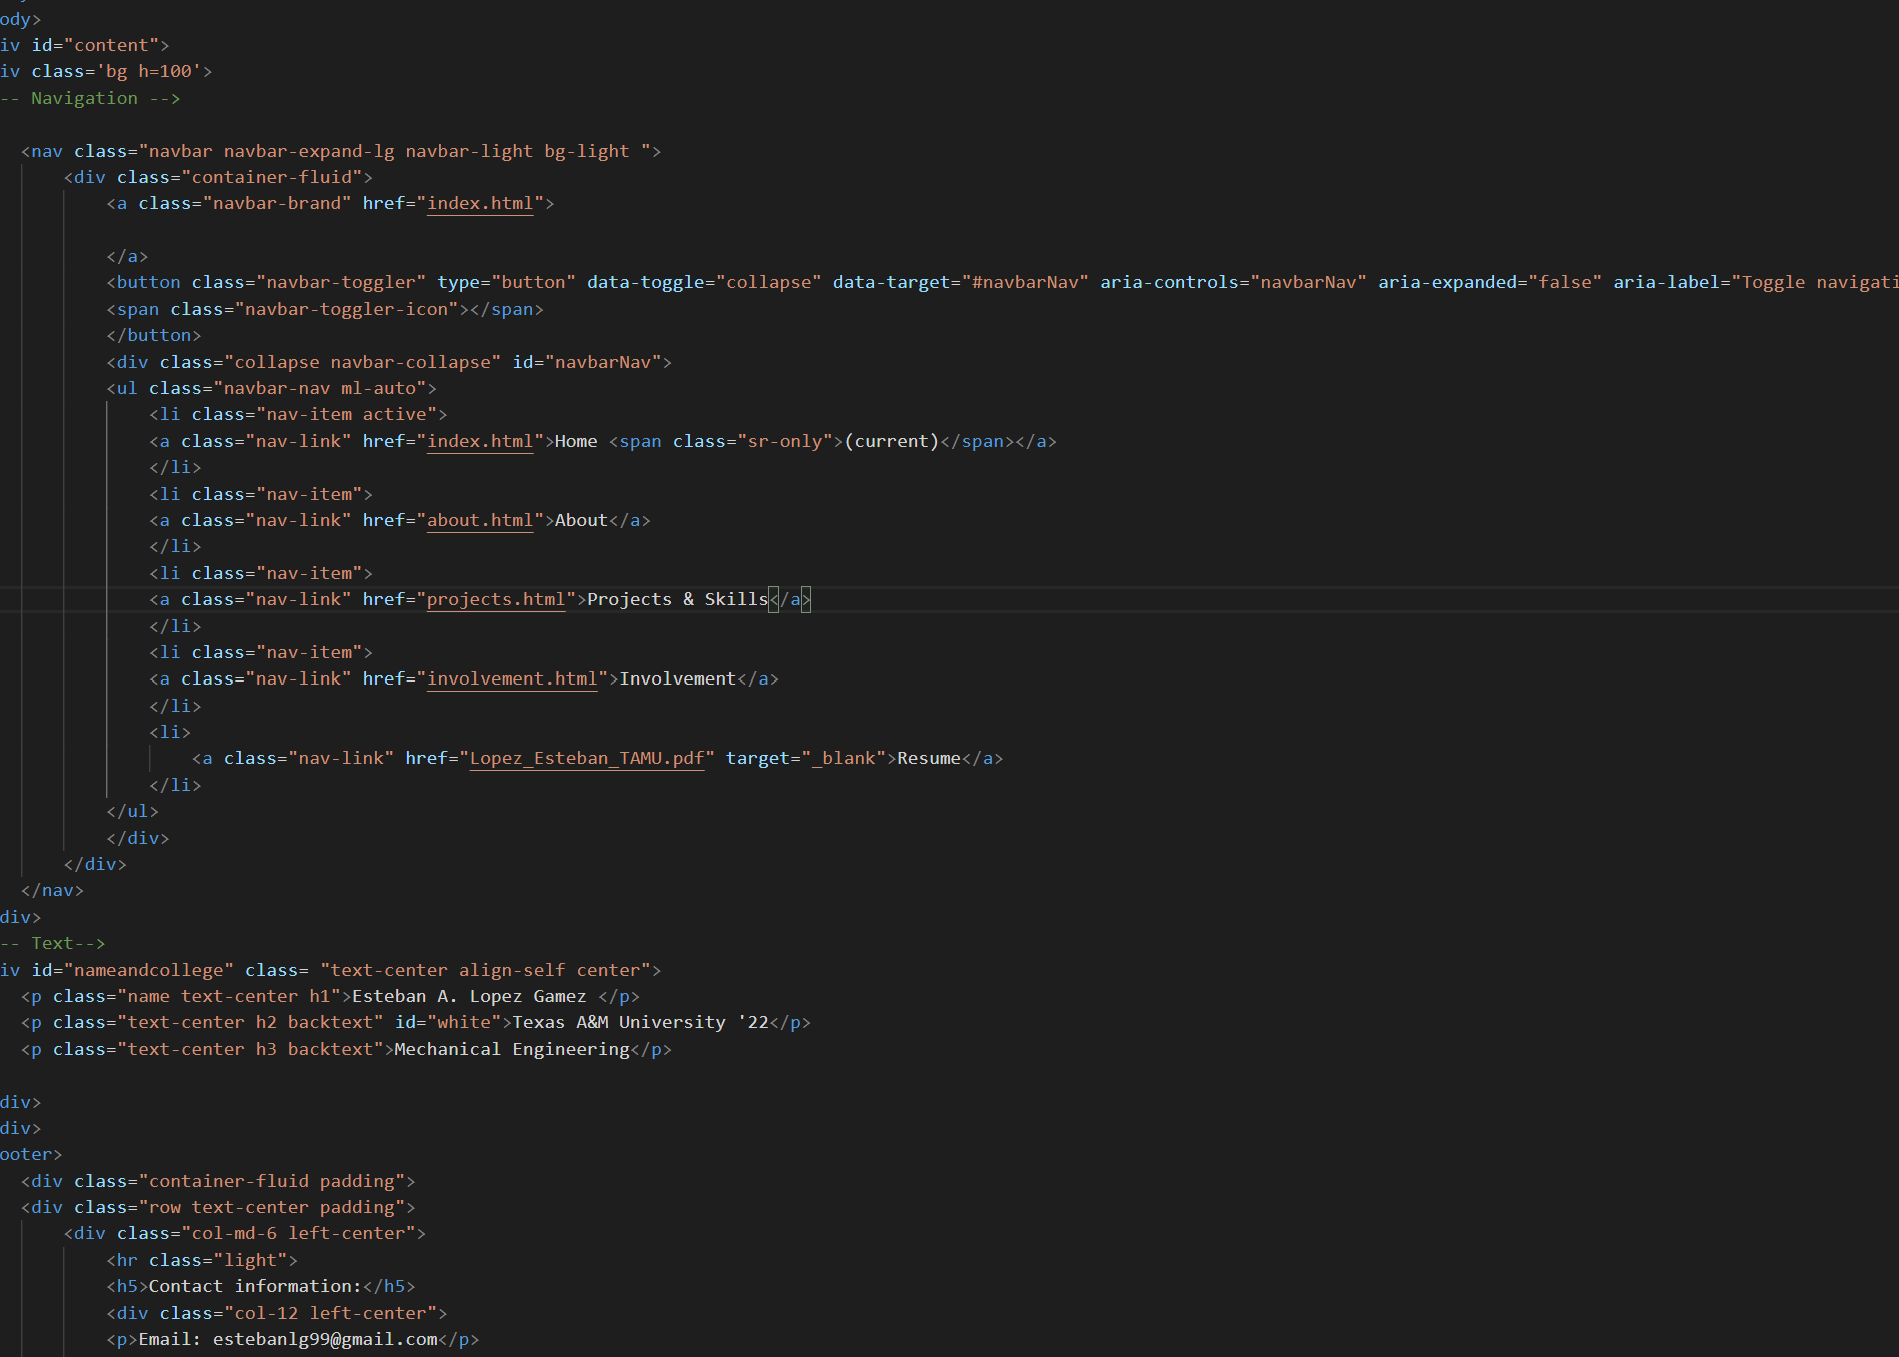 ody>
iv id="content">
iv class='bg h=100'>
-- Navigation -->
<nav class="navbar navbar-expand-lg navbar-light bg-light ">
<div class="container-fluid">
<a class="navbar-brand" href="index.html">
</a>
<button class="navbar-toggler" type="button" data-toggle="collapse" data-target="#navbarNav" aria-controls="navbarNav" aria-expanded="false" aria-label="Toggle navigati
<span class="navbar-toggler-icon"></span>
</button>
<div class="collapse navbar-collapse" id="navbarNav">
<ul class="navbar-nav ml-auto">
<li class="nav-item active">
<a class="nav-link" href="index.html">Home <span class="sr-only">(current)</span></a>
</li>
<li class="nav-item">
<a class="nav-link" href="about.html">About</a>
</li>
<li class="nav-item">
<a class="nav-link" href="projects.html">Projects & Skills</a>
</li>
<li class="nav-item">
<a class="nav-link" href="involvement.html">Involvement</a>
</li>
<li>
<a class="nav-link" href="Lopez_Esteban_TAMU.pdf" target="_blank">Resume</a>
</li>
</ul>
</div>
</div>
</nav>
div>
-- Text-->
iv id="nameandcollege" class= "text-center align-self center">
<p class="name text-center h1">Esteban A. Lopez Gamez </p>
<p class="text-center h2 backtext" id="white">Texas A&M University '22</p>
<p class="text-center h3 backtext">Mechanical Engineering</p>
div>
div>
ooter>
<div class="container-fluid padding">
<div class="row text-center padding">
<div class="col-md-6 left-center">
<hr class="light">
<h5>Contact information:</h5>
<div class="col-12 left-center">
<p>Email: estebanlg99@gmail.com</p>